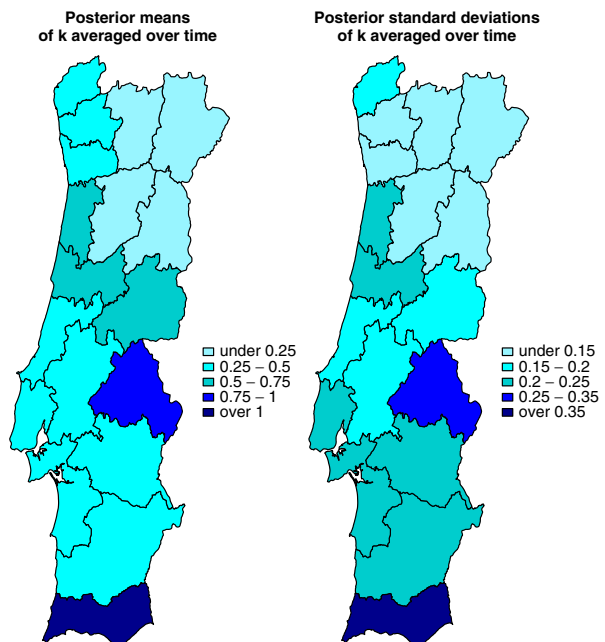 Posterior means
of k averaged over time
Posterior standard deviations
of k averaged over time
under 0.25
0.25 – 0.5
0.5 – 0.75
0.75 – 1
over 1
under 0.15
0.15 – 0.2
0.2 – 0.25
0.25 – 0.35
over 0.35